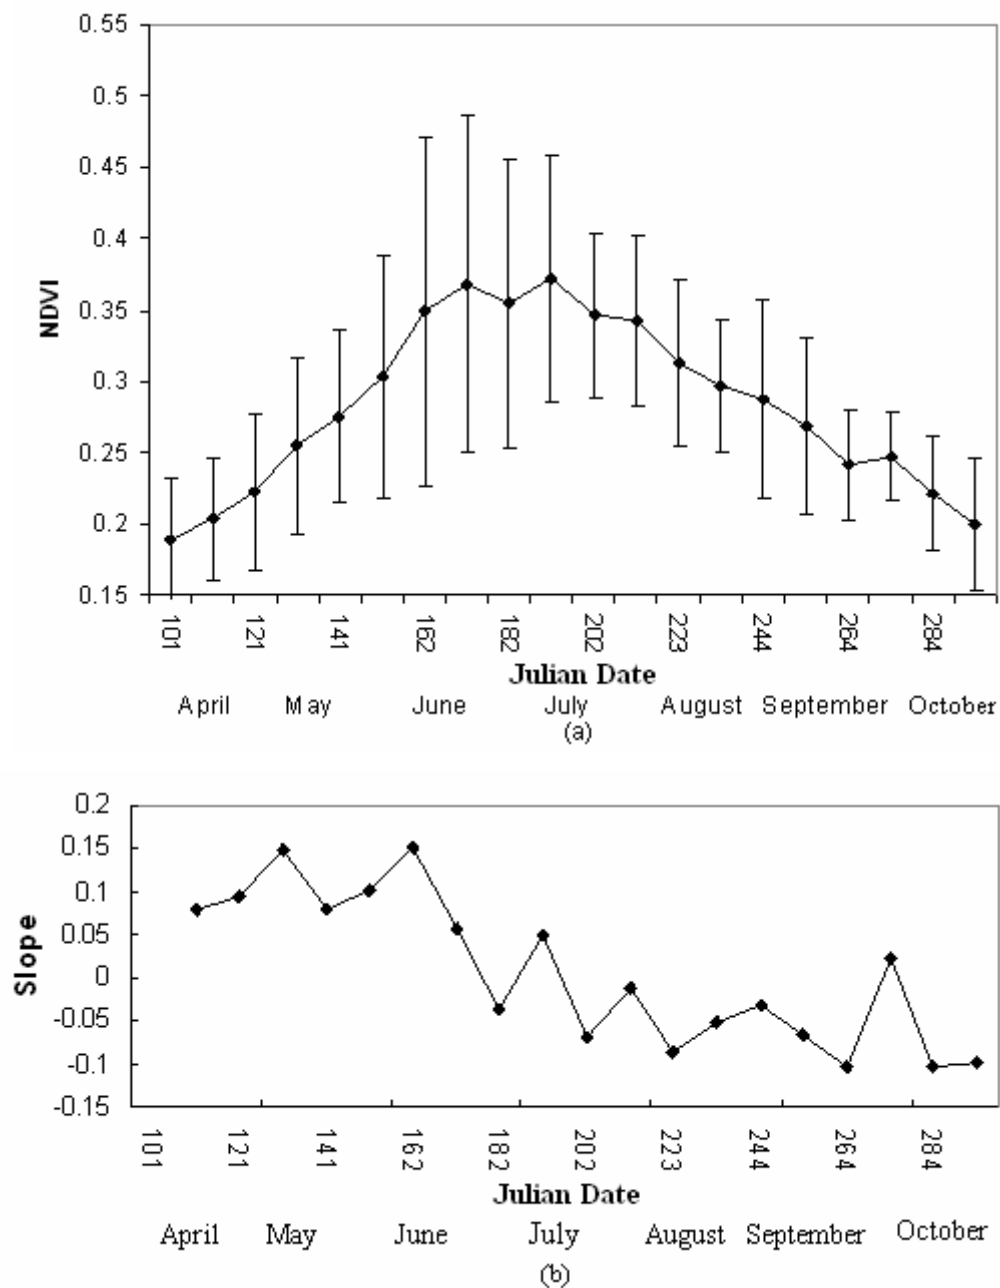 0.55
0.5
0.45
0.4
0.35
0.3
0.25
0.2
0.15
NDVI
101 121 141 162 182 202 223 244 264 284
Julian Date
April May June July August September October
(a)
0.2
0.15
0.1
0.05
0
-0.05
-0.1
-0.15
Slope
101 121 141 162 182 202 223 244 264 284
Julian Date
April May June July August September October
(b)